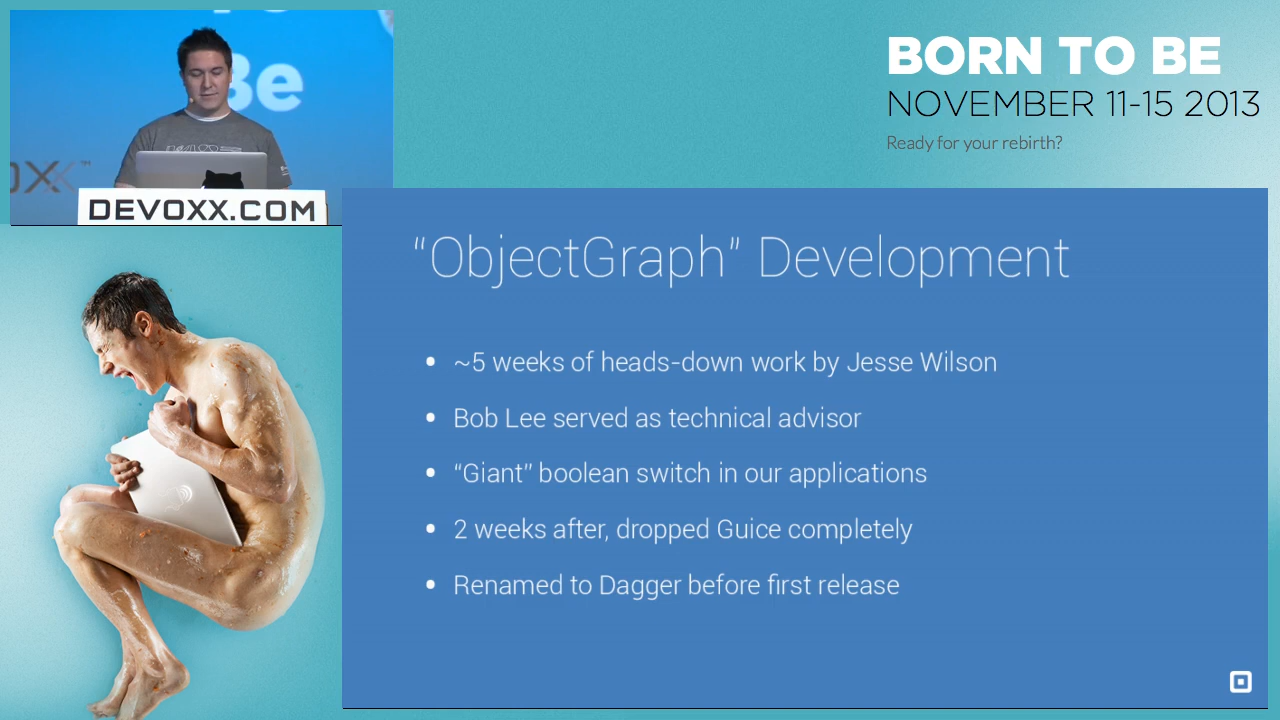 Be
OXX™
DEVOXX.COM
BORN TO BE
NOVEMBER 11-15 2013
Ready for your rebirth?
“ObjectGraph” Development
• ~5 weeks of heads-down work by Jesse Wilson
• Bob Lee served as technical advisor
• “Giant” boolean switch in our applications
• 2 weeks after, dropped Guice completely
• Renamed to Dagger before first release